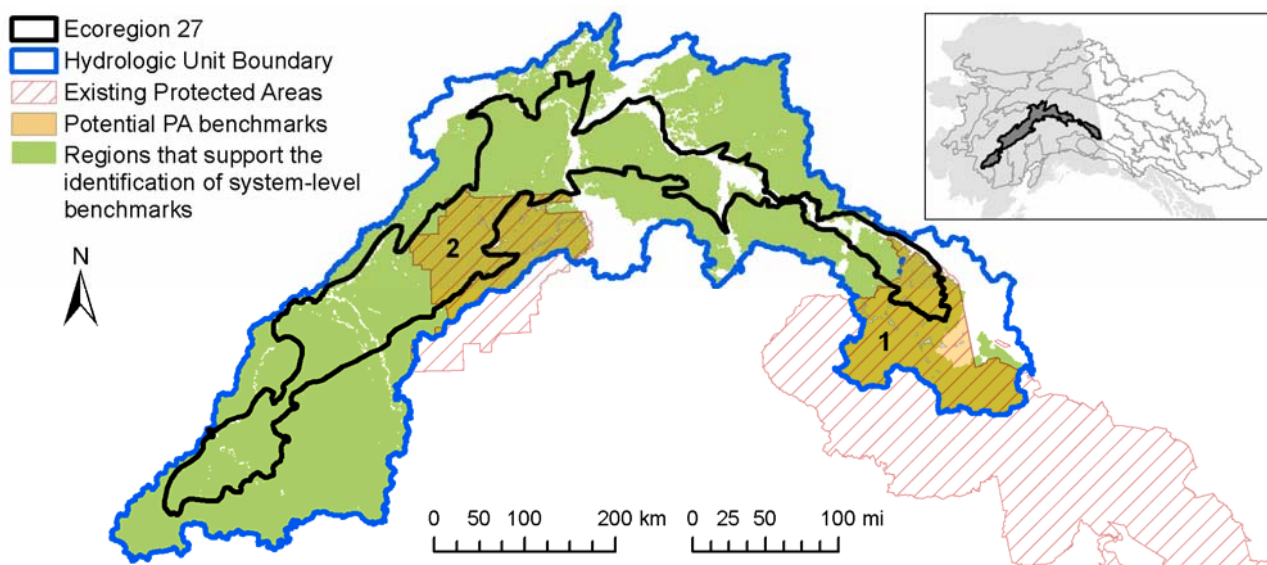 Ecoregion 27
Hydrologic Unit Boundary
Existing Protected Areas
Potential PA benchmarks
Regions that support the
identification of system-level
benchmarks
N
2
1
0 50 100 200 km
0 25 50 100 mi